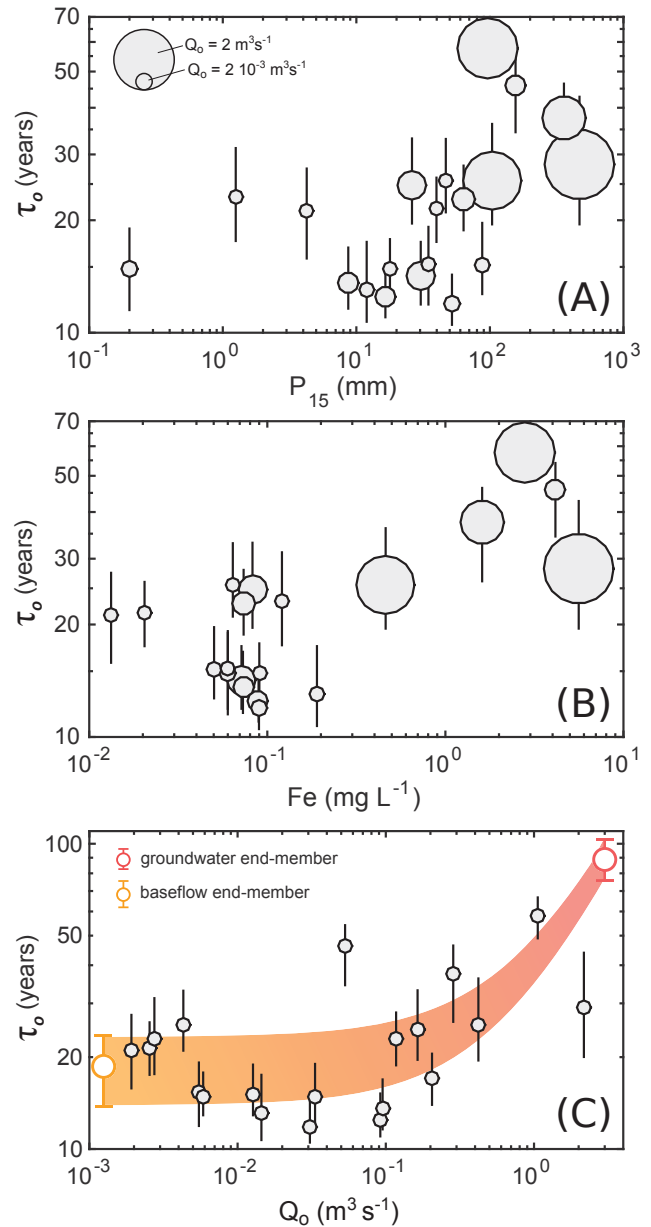 70
50
30
20
10
τo (years)
Qo = 2 m³s⁻¹
Qo = 2 10⁻³ m³s⁻¹
(A)
10⁻¹ 10⁰ 10¹ 10² 10³
P15 (mm)
70
50
30
20
10
τo (years)
(B)
10⁻² 10⁻¹ 10⁰ 10¹
Fe (mg L⁻¹)
100
50
20
10
τo (years)
groundwater end-member
baseflow end-member
(C)
10⁻³ 10⁻² 10⁻¹ 10⁰
Qo (m³ s⁻¹)